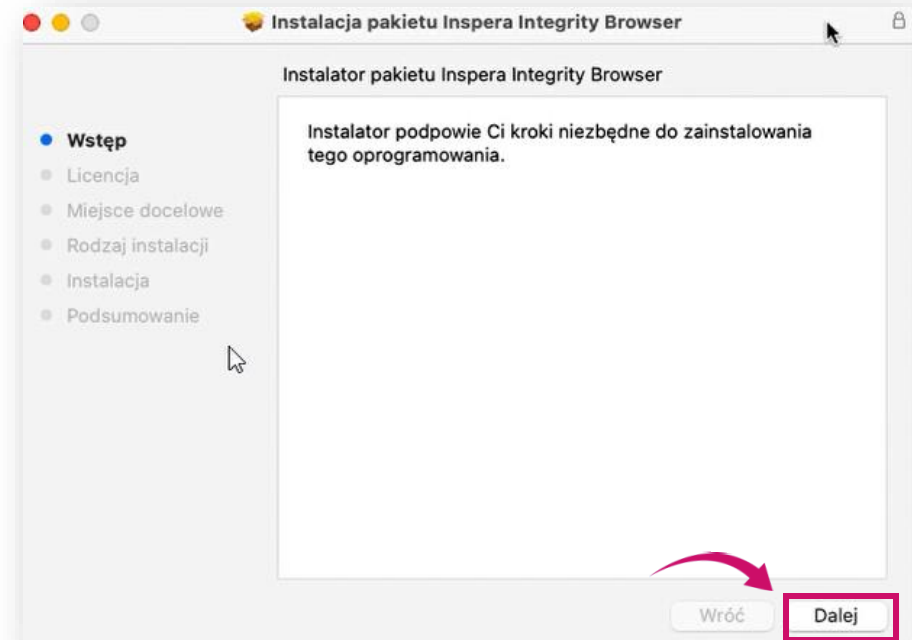 Instalacja pakietu Inspera Integrity Browser
Instalator pakietu Inspera Integrity Browser
Wstęp
Licencja
Miejsce docelowe
Rodzaj instalacji
Instalacja
Podsumowanie
Instalator podpowie Ci kroki niezbędne do zainstalowania
tego oprogramowania.
Wróć
Dalej